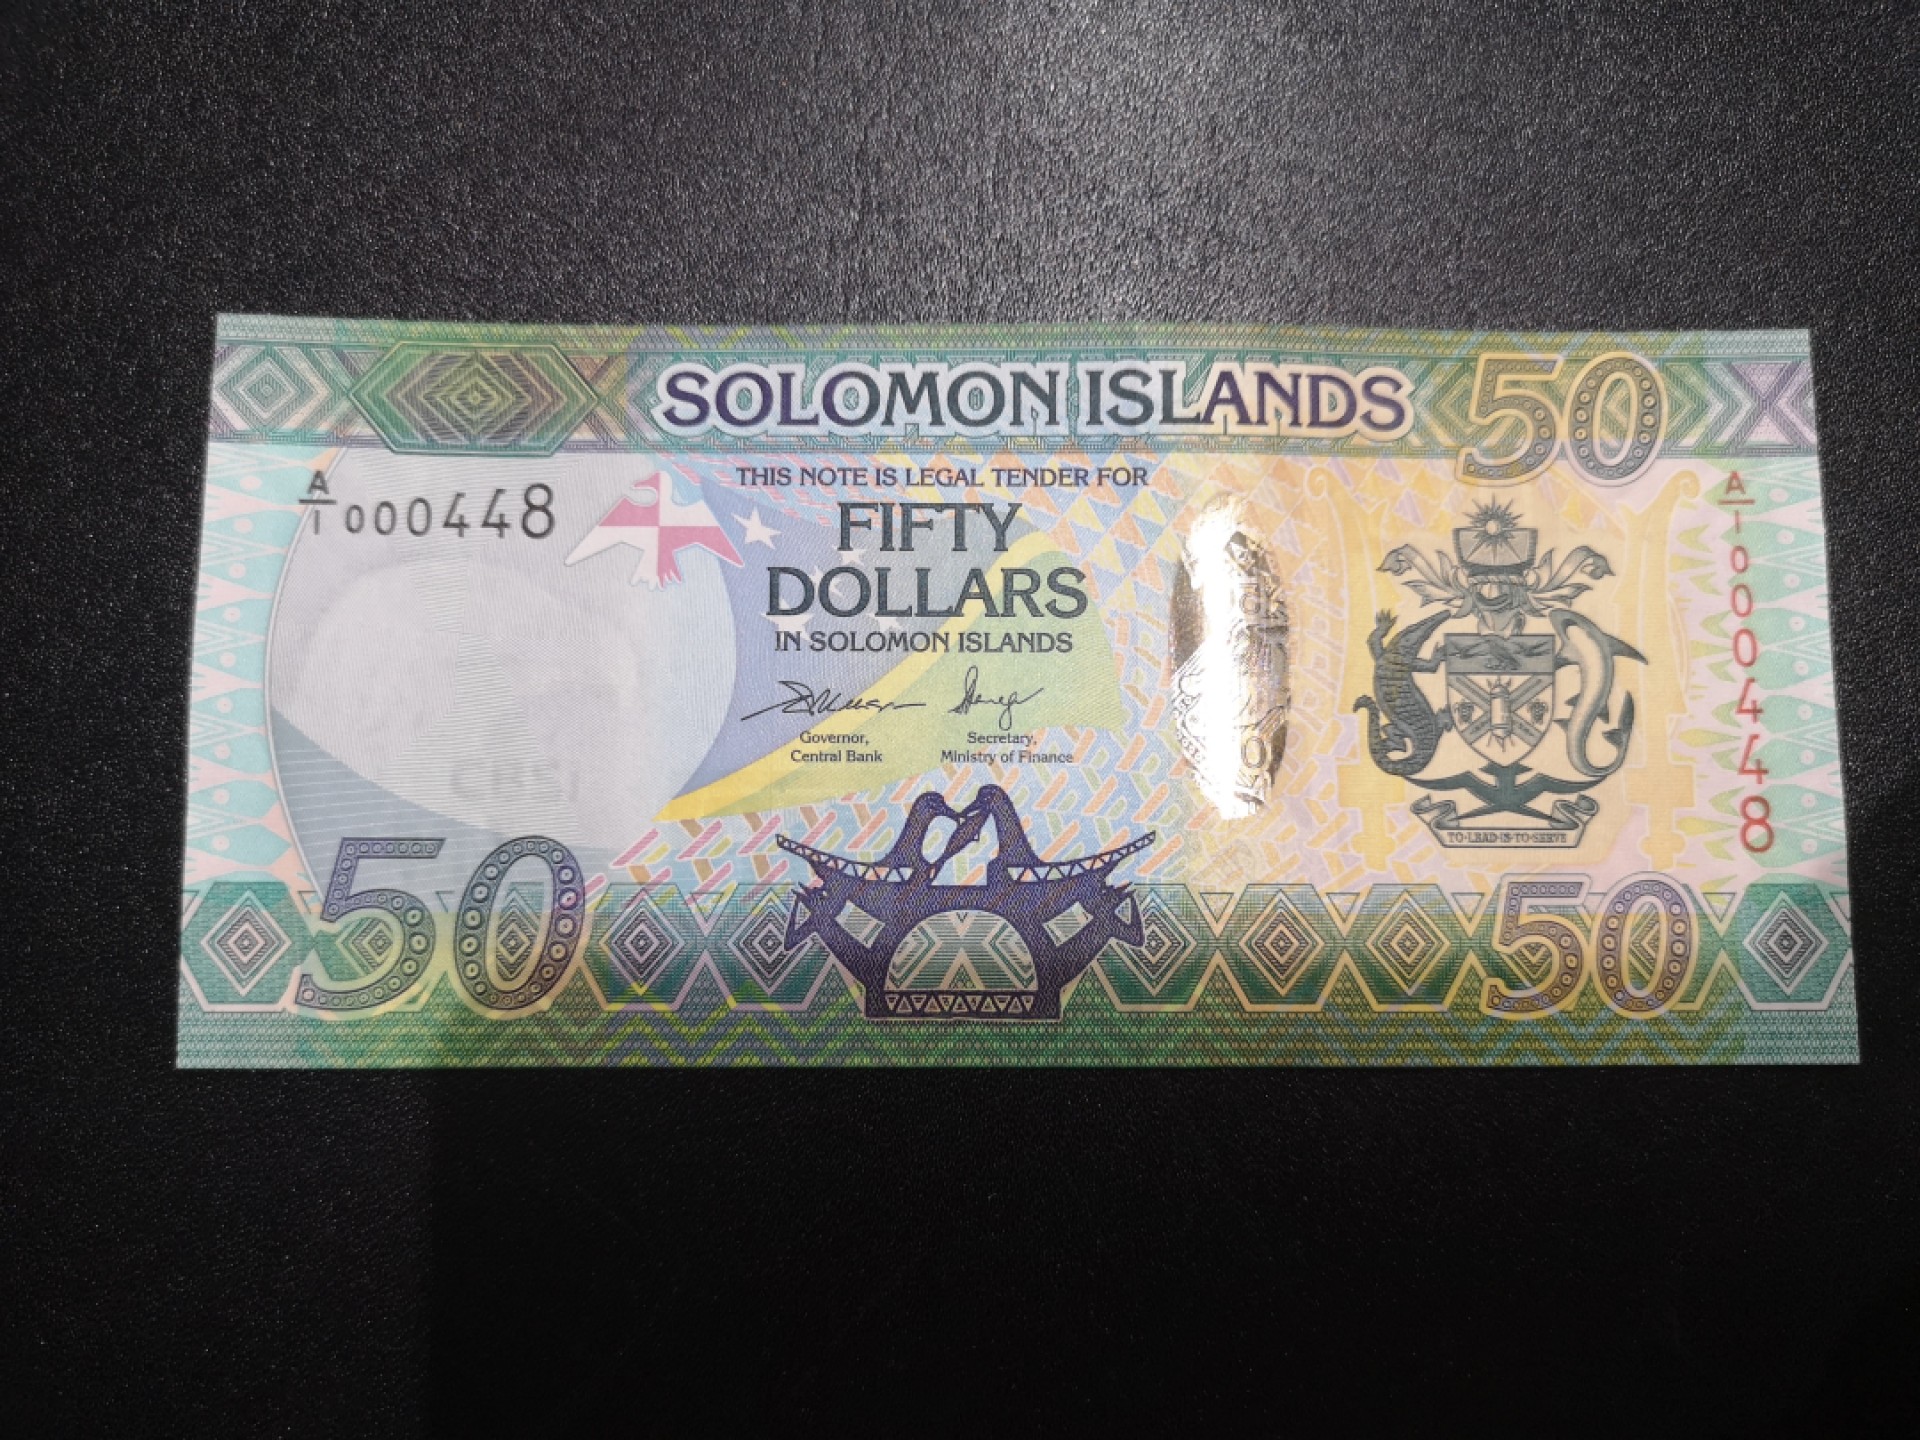 SOLOMON ISLANDS
50
A/1 000448
THIS NOTE IS LEGAL TENDER FOR
FIFTY
DOLLARS
IN SOLOMON ISLANDS
Governor,
Central Bank
Secretary,
Ministry of Finance
A/1 000448
CBSI
TO·LEAD·IS·TO·SERVE
50
50